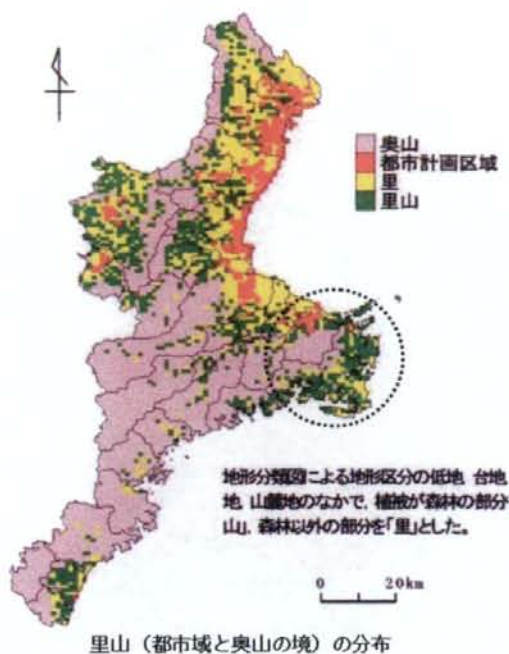 奥山
都市計画区域
里
里山
地形分類図による地形区分の低地 台地
地, 山麓地のなかで, 植被が森林の部分
山」, 森林以外の部分を「里」とした。
0 20km
里山（都市域と奥山の境）の分布